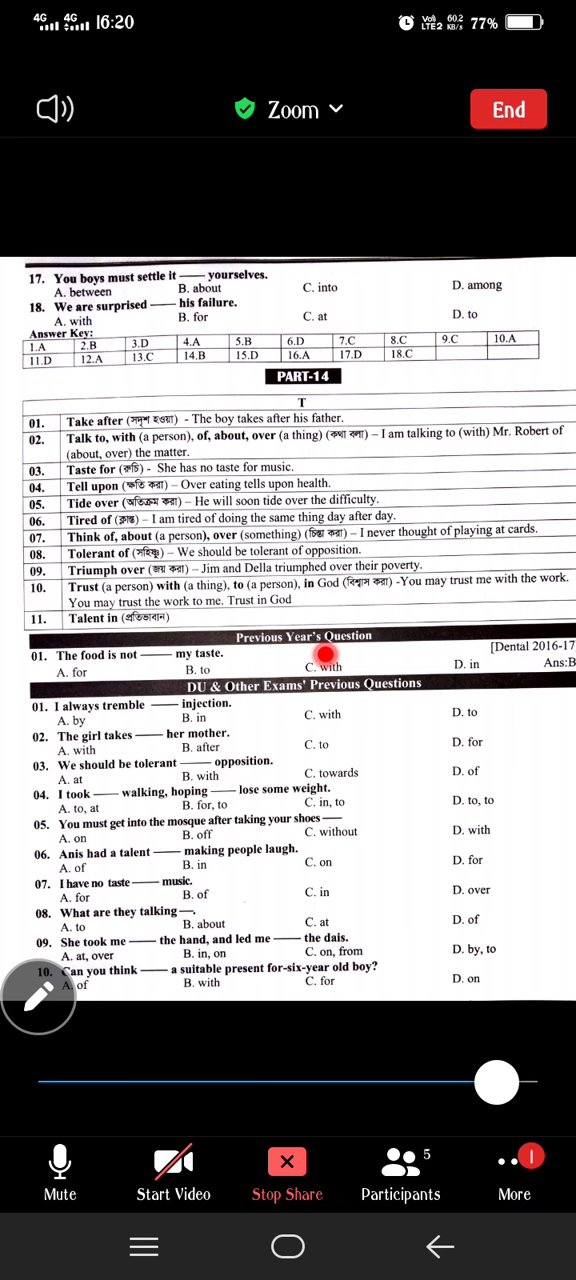 4G 4G 16:20 Vo) LTE2 60.2 KB/s 77%
Zoom End
17. You boys must settle it —— yourselves.
A. between B. about C. into D. among
18. We are surprised —— his failure.
A. with B. for C. at D. to
Answer Key:
1.A 2.B 3.D 4.A 5.B 6.D 7.C 8.C 9.C 10.A
11.D 12.A 13.C 14.B 15.D 16.A 17.D 18.C
PART-14
T
01. Take after (সদৃশ হওয়া) - The boy takes after his father.
02. Talk to, with (a person), of, about, over (a thing) (কথা বলা) – I am talking to (with) Mr. Robert of
(about, over) the matter.
03. Taste for (রুচি) - She has no taste for music.
04. Tell upon (ক্ষতি করা) – Over eating tells upon health.
05. Tide over (অতিক্রম করা) – He will soon tide over the difficulty.
06. Tired of (ক্লান্ত) – I am tired of doing the same thing day after day.
07. Think of, about (a person), over (something) (চিন্তা করা) – I never thought of playing at cards.
08. Tolerant of (সহিষ্ণু) – We should be tolerant of opposition.
09. Triumph over (জয় করা) – Jim and Della triumphed over their poverty.
10. Trust (a person) with (a thing), to (a person), in God (বিশ্বাস করা) -You may trust me with the work.
You may trust the work to me. Trust in God
11. Talent in (প্রতিভাবান)
Previous Year's Question
01. The food is not —— my taste. [Dental 2016-17
A. for B. to C. with D. in Ans:B
DU & Other Exams' Previous Questions
01. I always tremble —— injection.
A. by B. in C. with D. to
02. The girl takes —— her mother.
A. with B. after C. to D. for
03. We should be tolerant —— opposition.
A. at B. with C. towards D. of
04. I took —— walking, hoping —— lose some weight.
A. to, at B. for, to C. in, to D. to, to
05. You must get into the mosque after taking your shoes ——
A. on B. off C. without D. with
06. Anis had a talent —— making people laugh.
A. of B. in C. on D. for
07. I have no taste —— music.
A. for B. of C. in D. over
08. What are they talking —.
A. to B. about C. at D. of
09. She took me —— the hand, and led me —— the dais.
A. at, over B. in, on C. on, from D. by, to
10. Can you think —— a suitable present for-six-year old boy?
A. of B. with C. for D. on
5
Mute Start Video Stop Share Participants More